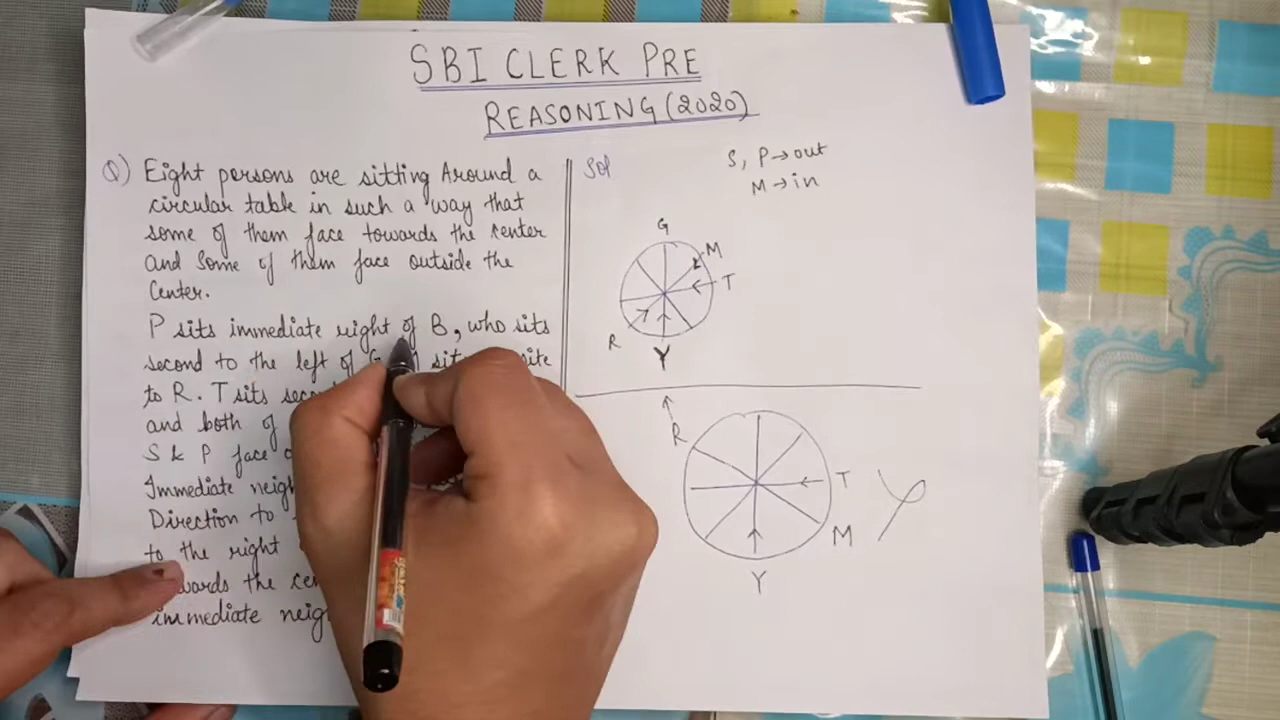 SBI CLERK PRE
REASONING (2020)
Q) Eight persons are sitting Around a
circular table in such a way that
some of them face towards the center
and some of them face outside the
Center.
P sits immediate right of B, who sits
second to the left of G
to R. T sits
and both of
S & P face
Immediate
Direction to
to the right
towards the
immediate
Sol
S, P→out
M→in
G
M
T
R
Y
R
T
M
Y